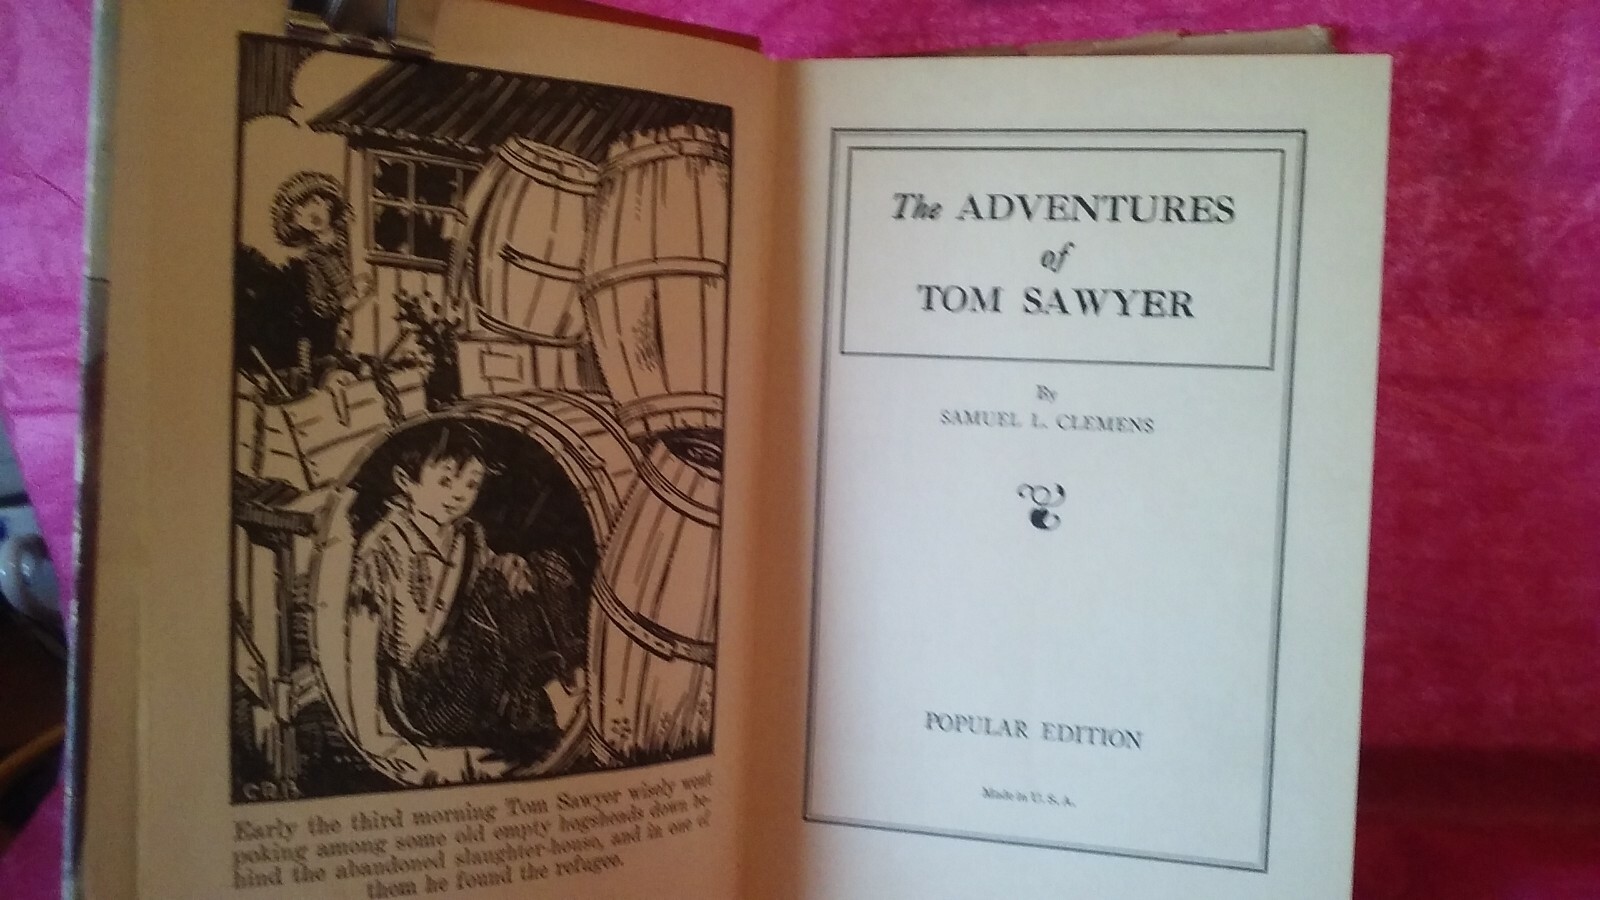 Early the third morning Tom Sawyer wisely went
poking among some old empty hogsheads down be-
hind the abandoned slaughter-house, and in one of
them he found the refugee.
The ADVENTURES
of
TOM SAWYER
By
SAMUEL L. CLEMENS
POPULAR EDITION
Made in U. S. A.